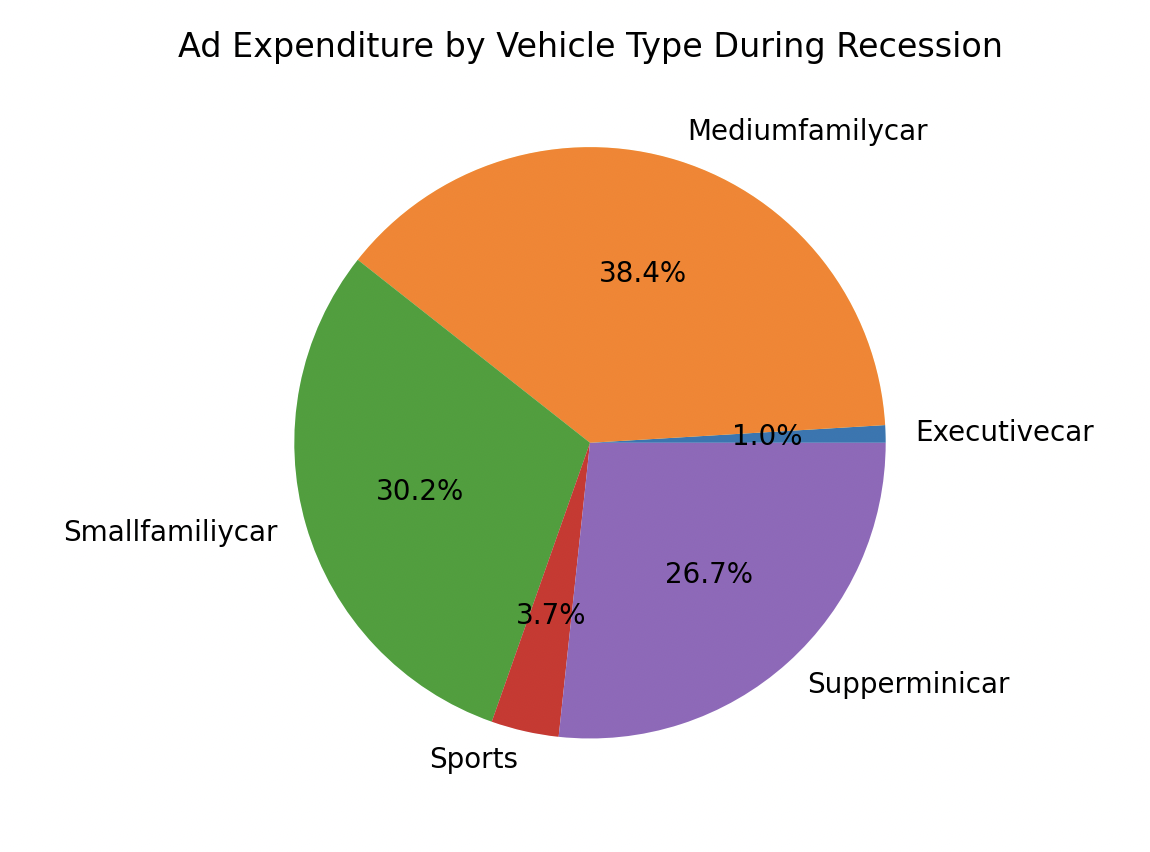 Ad Expenditure by Vehicle Type During Recession
Mediumfamilycar
38.4%
Executivecar
1.0%
30.2%
Smallfamiliycar
26.7%
3.7%
Supperminicar
Sports